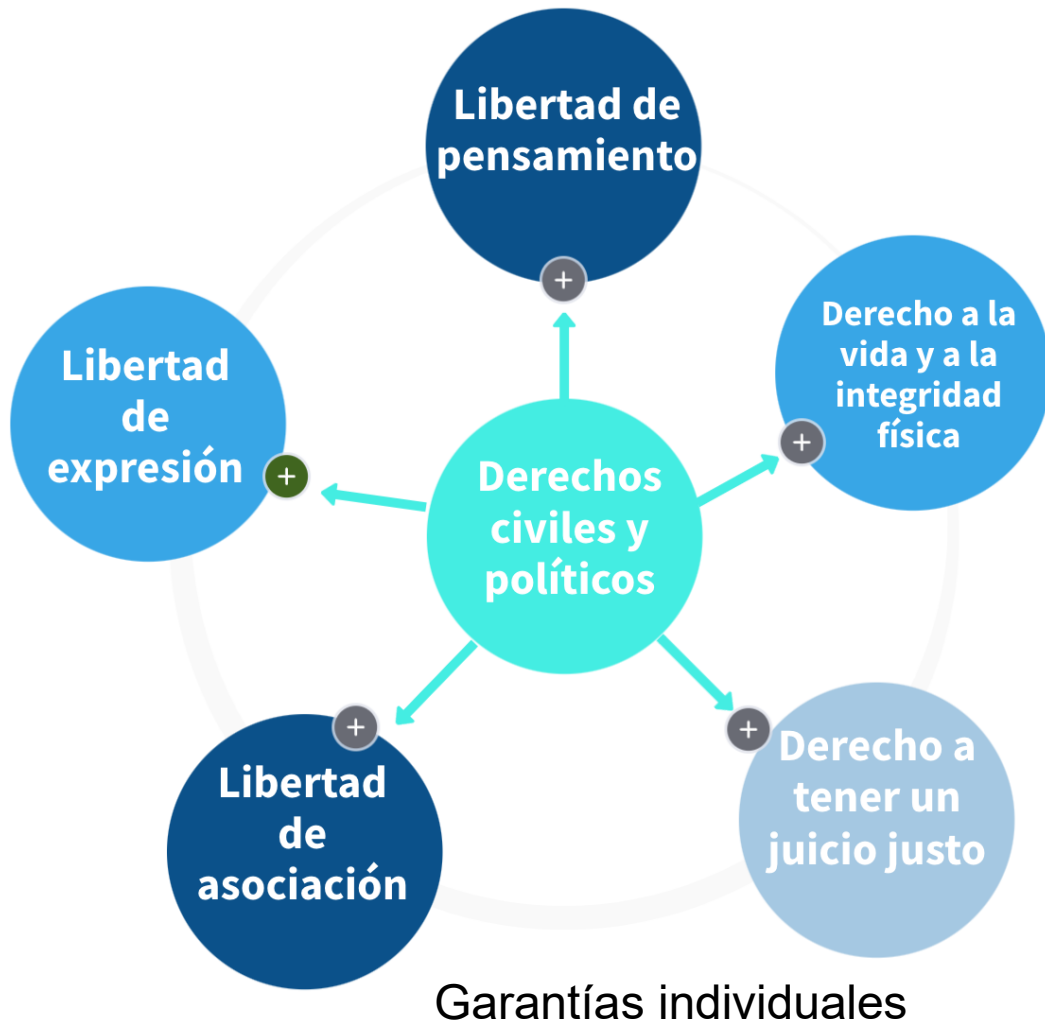 Libertad de
pensamiento
Derecho a la
vida y a la
integridad
física
Libertad
de
expresión
Derechos
civiles y
políticos
Libertad
de
asociación
Derecho a
tener un
juicio justo
Garantías individuales